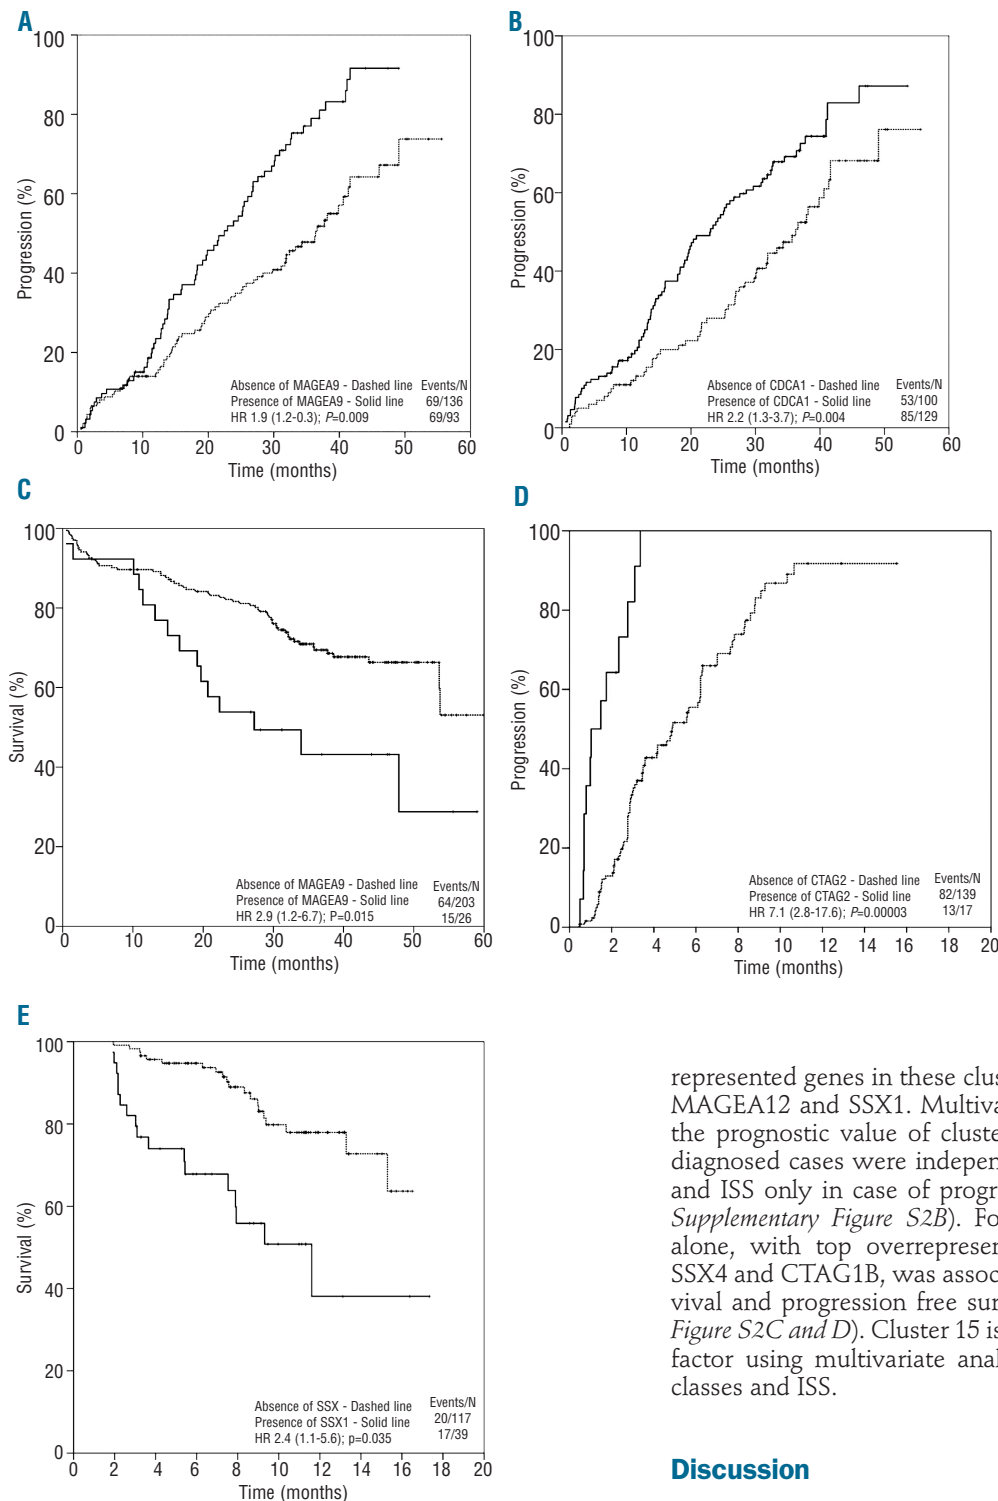 A
100
80
60
40
20
0
Progression (%)
Absence of MAGEA9 - Dashed line Events/N
Presence of MAGEA9 - Solid line 69/136
HR 1.9 (1.2-0.3); P=0.009 69/93
0 10 20 30 40 50 60
Time (months)
B
100
80
60
40
20
0
Progression (%)
Absence of CDCA1 - Dashed line Events/N
Presence of CDCA1 - Solid line 53/100
HR 2.2 (1.3-3.7); P=0.004 85/129
0 10 20 30 40 50 60
Time (months)
C
100
80
60
40
20
0
Survival (%)
Absence of MAGEA9 - Dashed line Events/N
Presence of MAGEA9 - Solid line 64/203
HR 2.9 (1.2-6.7); P=0.015 15/26
0 10 20 30 40 50 60
Time (months)
D
100
80
60
40
20
0
Progression (%)
Absence of CTAG2 - Dashed line Events/N
Presence of CTAG2 - Solid line 82/139
HR 7.1 (2.8-17.6); P=0.00003 13/17
0 2 4 6 8 10 12 14 16 18 20
Time (months)
E
100
80
60
40
20
0
Survival (%)
Absence of SSX - Dashed line Events/N
Presence of SSX1 - Solid line 20/117
HR 2.4 (1.1-5.6); p=0.035 17/39
0 2 4 6 8 10 12 14 16 18 20
Time (months)
represented genes in these clus
MAGEA12 and SSX1. Multiva
the prognostic value of cluste
diagnosed cases were indepen
and ISS only in case of progr
Supplementary Figure S2B). Fo
alone, with top overrepresen
SSX4 and CTAG1B, was assoc
vival and progression free sur
Figure S2C and D). Cluster 15 is
factor using multivariate anal
classes and ISS.
Discussion